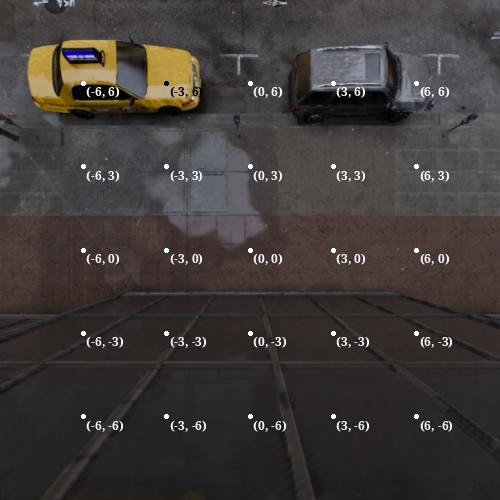 (-6, 6) (-3, 6) (0, 6) (3, 6) (6, 6)
(-6, 3) (-3, 3) (0, 3) (3, 3) (6, 3)
(-6, 0) (-3, 0) (0, 0) (3, 0) (6, 0)
(-6, -3) (-3, -3) (0, -3) (3, -3) (6, -3)
(-6, -6) (-3, -6) (0, -6) (3, -6) (6, -6)